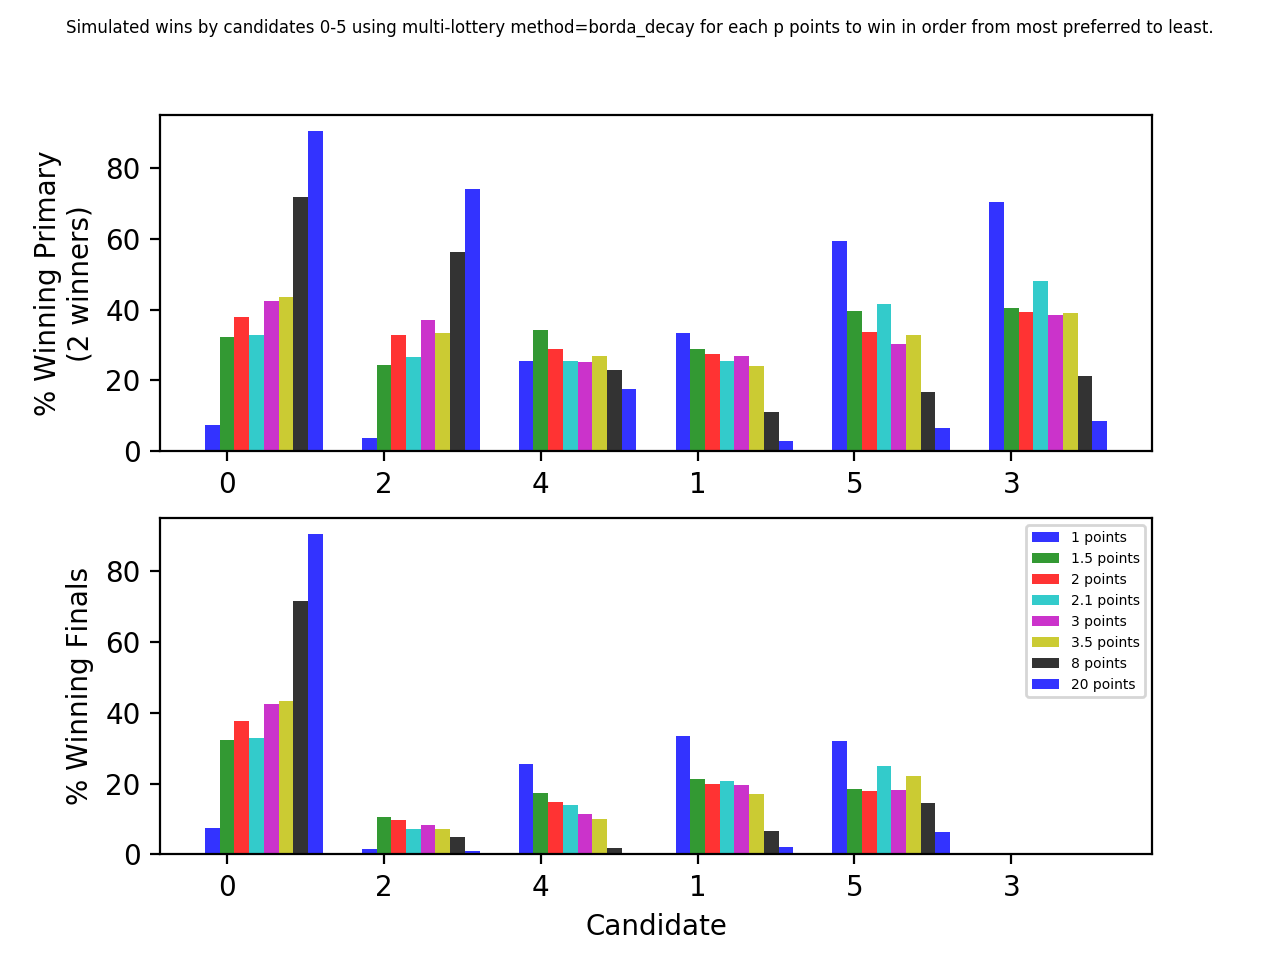 Simulated wins by candidates 0-5 using multi-lottery method=borda_decay for each p points to win in order from most preferred to least.
% Winning Primary
(2 winners)
80
60
40
20
0
0 2 4 1 5 3
% Winning Finals
80
60
40
20
0
1 points
1.5 points
2 points
2.1 points
3 points
3.5 points
8 points
20 points
0 2 4 1 5 3
Candidate